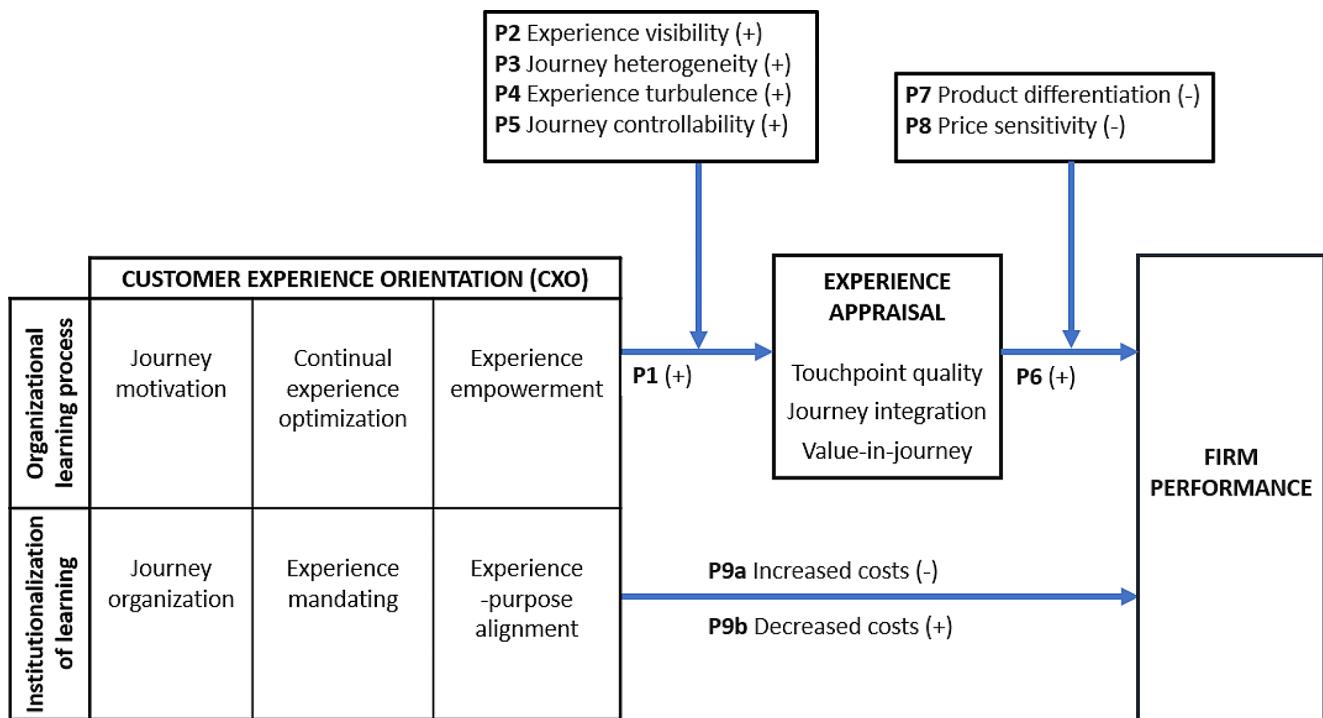 P2 Experience visibility (+)
P3 Journey heterogeneity (+)
P4 Experience turbulence (+)
P5 Journey controllability (+)
P7 Product differentiation (-)
P8 Price sensitivity (-)
CUSTOMER EXPERIENCE ORIENTATION (CXO)
Organizational
learning process
Journey
motivation
Continual
experience
optimization
Experience
empowerment
P1 (+)
EXPERIENCE
APPRAISAL
Touchpoint quality
Journey integration
Value-in-journey
P6 (+)
FIRM
PERFORMANCE
Institutionalization
of learning
Journey
organization
Experience
mandating
Experience
-purpose
alignment
P9a Increased costs (-)
P9b Decreased costs (+)